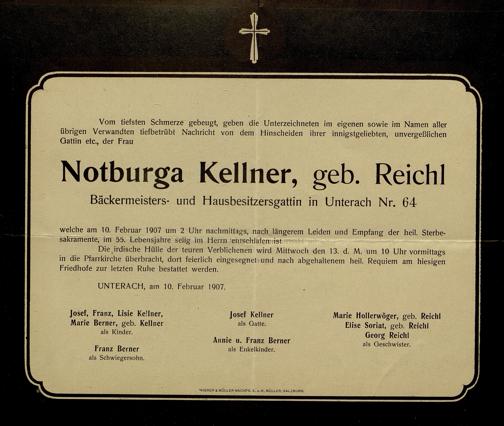 Vom tiefsten Schmerze gebeugt, geben die Unterzeichneten im eigenen sowie im Namen aller
übrigen Verwandten tiefbetrübt Nachricht von dem Hinscheiden ihrer innigstgeliebten, unvergeßlichen
Gattin etc., der Frau
Notburga Kellner, geb. Reichl
Bäckermeisters- und Hausbesitzersgattin in Unterach Nr. 64
welche am 10. Februar 1907 um 2 Uhr nachmittags, nach längerem Leiden und Empfang der heil. Sterbe-
sakramente, im 55. Lebensjahre selig im Herrn entschlafen ist.
Die irdische Hülle der teuren Verblichenen wird Mittwoch den 13. d. M. um 10 Uhr vormittags
in die Pfarrkirche überbracht, dort feierlich eingesegnet und nach abgehaltenem heil. Requiem am hiesigen
Friedhofe zur letzten Ruhe bestattet werden.
UNTERACH, am 10. Februar 1907.
Josef, Franz, Lisie Kellner,
Marie Berner, geb. Kellner
als Kinder.
Franz Berner
als Schwiegersohn.
Josef Kellner
als Gatte.
Annie u. Franz Berner
als Enkelkinder.
Marie Hollerwöger, geb. Reichl
Elise Soriat, geb. Reichl
Georg Reichl
als Geschwister.